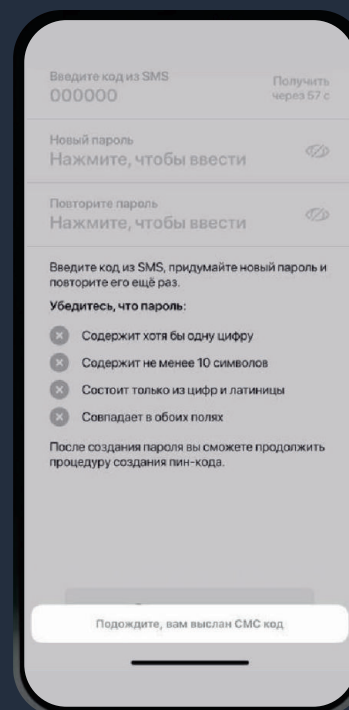 Введите код из SMS
000000
Получить
через 57 с
Новый пароль
Нажмите, чтобы ввести
Повторите пароль
Нажмите, чтобы ввести
Введите код из SMS, придумайте новый пароль и
повторите его ещё раз.
Убедитесь, что пароль:
Содержит хотя бы одну цифру
Содержит не менее 10 символов
Состоит только из цифр и латиницы
Совпадает в обоих полях
После создания пароля вы сможете продолжить
процедуру создания пин-кода.
Подождите, вам выслан СМС код